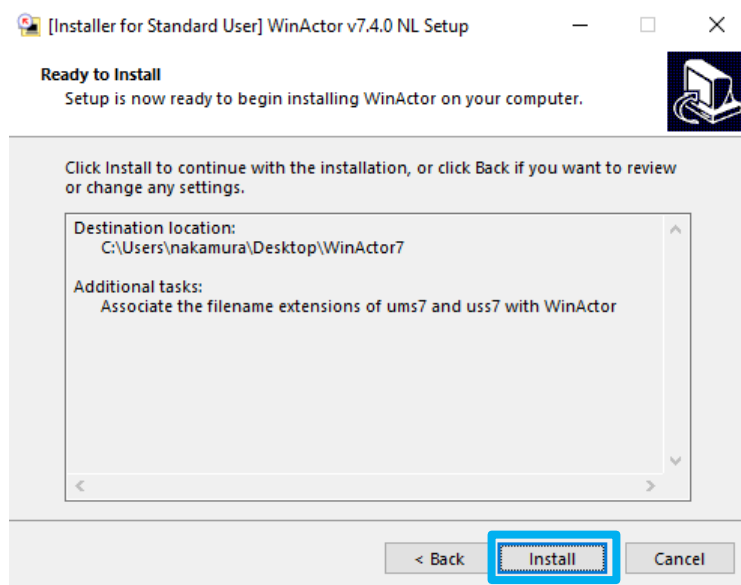 [Installer for Standard User] WinActor v7.4.0 NL Setup
Ready to Install
Setup is now ready to begin installing WinActor on your computer.
Click Install to continue with the installation, or click Back if you want to review
or change any settings.
Destination location:
C:\Users\nakamura\Desktop\WinActor7
Additional tasks:
Associate the filename extensions of ums7 and uss7 with WinActor
< Back Install Cancel